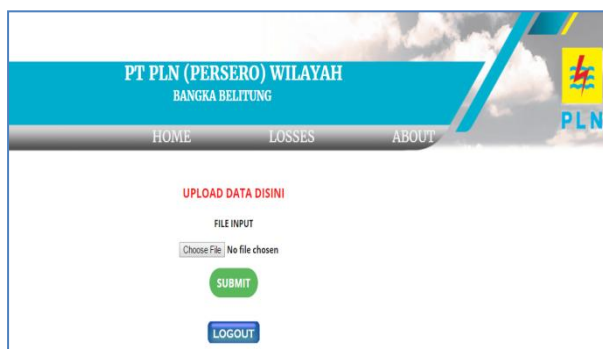 PT PLN (PERSERO) WILAYAH
BANGKA BELITUNG
PLN
HOME LOSSES ABOUT
UPLOAD DATA DISINI
FILE INPUT
Choose File No file chosen
SUBMIT
LOGOUT